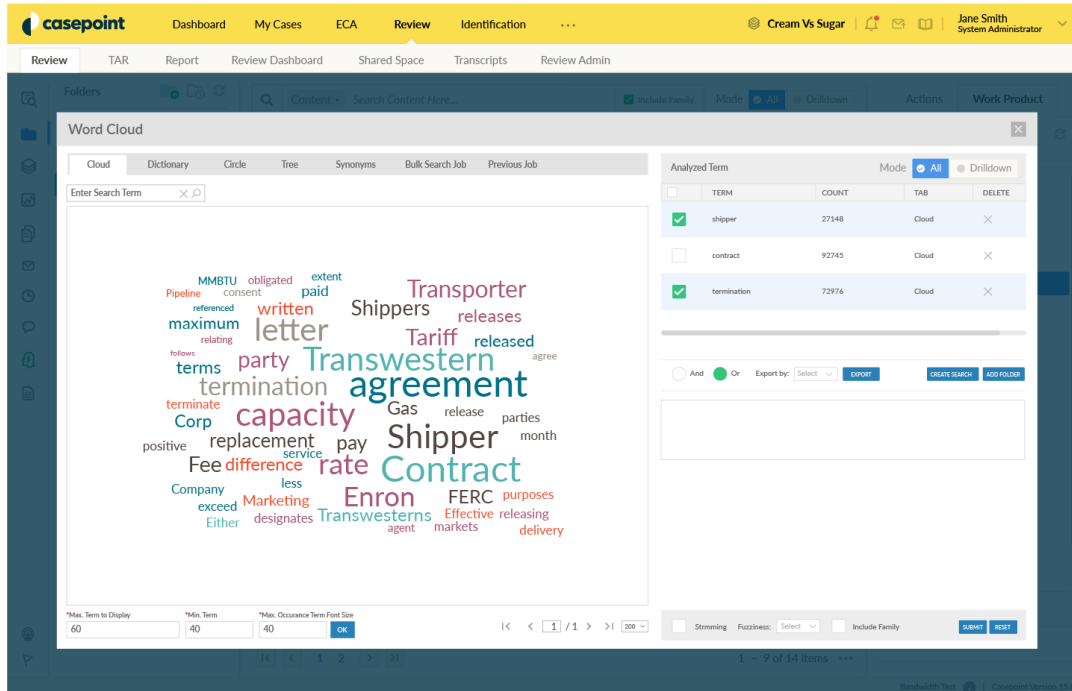 casepoint Dashboard My Cases ECA Review Identification ... Cream Vs Sugar Jane Smith
System Administrator
Review TAR Report Review Dashboard Shared Space Transcripts Review Admin
Folders Content Search Content Here... Include Family Mode All Drilldown Actions Work Product
Word Cloud
Cloud Dictionary Circle Tree Synonyms Bulk Search Job Previous Job
Enter Search Term
MMBTU obligated extent
Pipeline consent paid Transporter
referenced written Shippers releases
maximum letter Tariff released
relating
follows party Transwestern agree
terms termination agreement
terminate capacity Gas release parties
Corp replacement pay Shipper month
positive service
Fee difference rate Contract
less
Company Marketing Enron FERC purposes
exceed Transwesterns Effective releasing
Either designates agent markets delivery
*Max. Term to Display *Min. Term *Max. Occurance Term Font Size
60 40 40 OK 1 / 1 200
Analyzed Term Mode All Drilldown
TERM COUNT TAB DELETE
shipper 27148 Cloud
contract 92745 Cloud
termination 72976 Cloud
And Or Export by: Select EXPORT CREATE SEARCH ADD FOLDER
Strmming Fuzziness: Select Include Family SUBMIT RESET
1 2 1 - 9 of 14 items ...
Bandwidth Test Casepoint Version